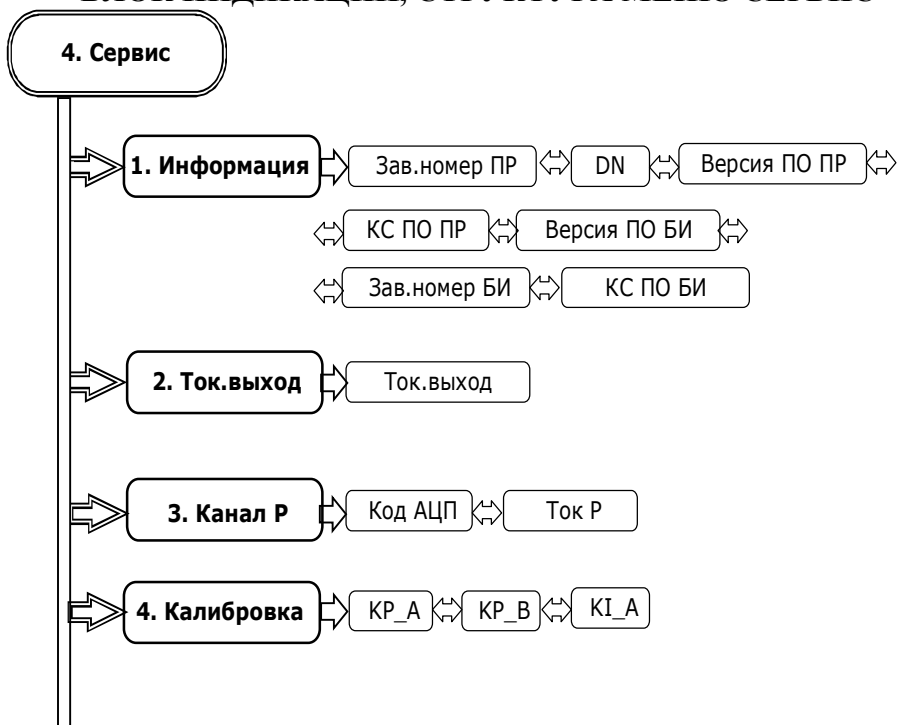 4. Сервис
1. Информация Зав.номер ПР DN Версия ПО ПР
КС ПО ПР Версия ПО БИ
Зав.номер БИ КС ПО БИ
2. Ток.выход Ток.выход
3. Канал P Код АЦП Ток P
4. Калибровка KP_A KP_B KI_A